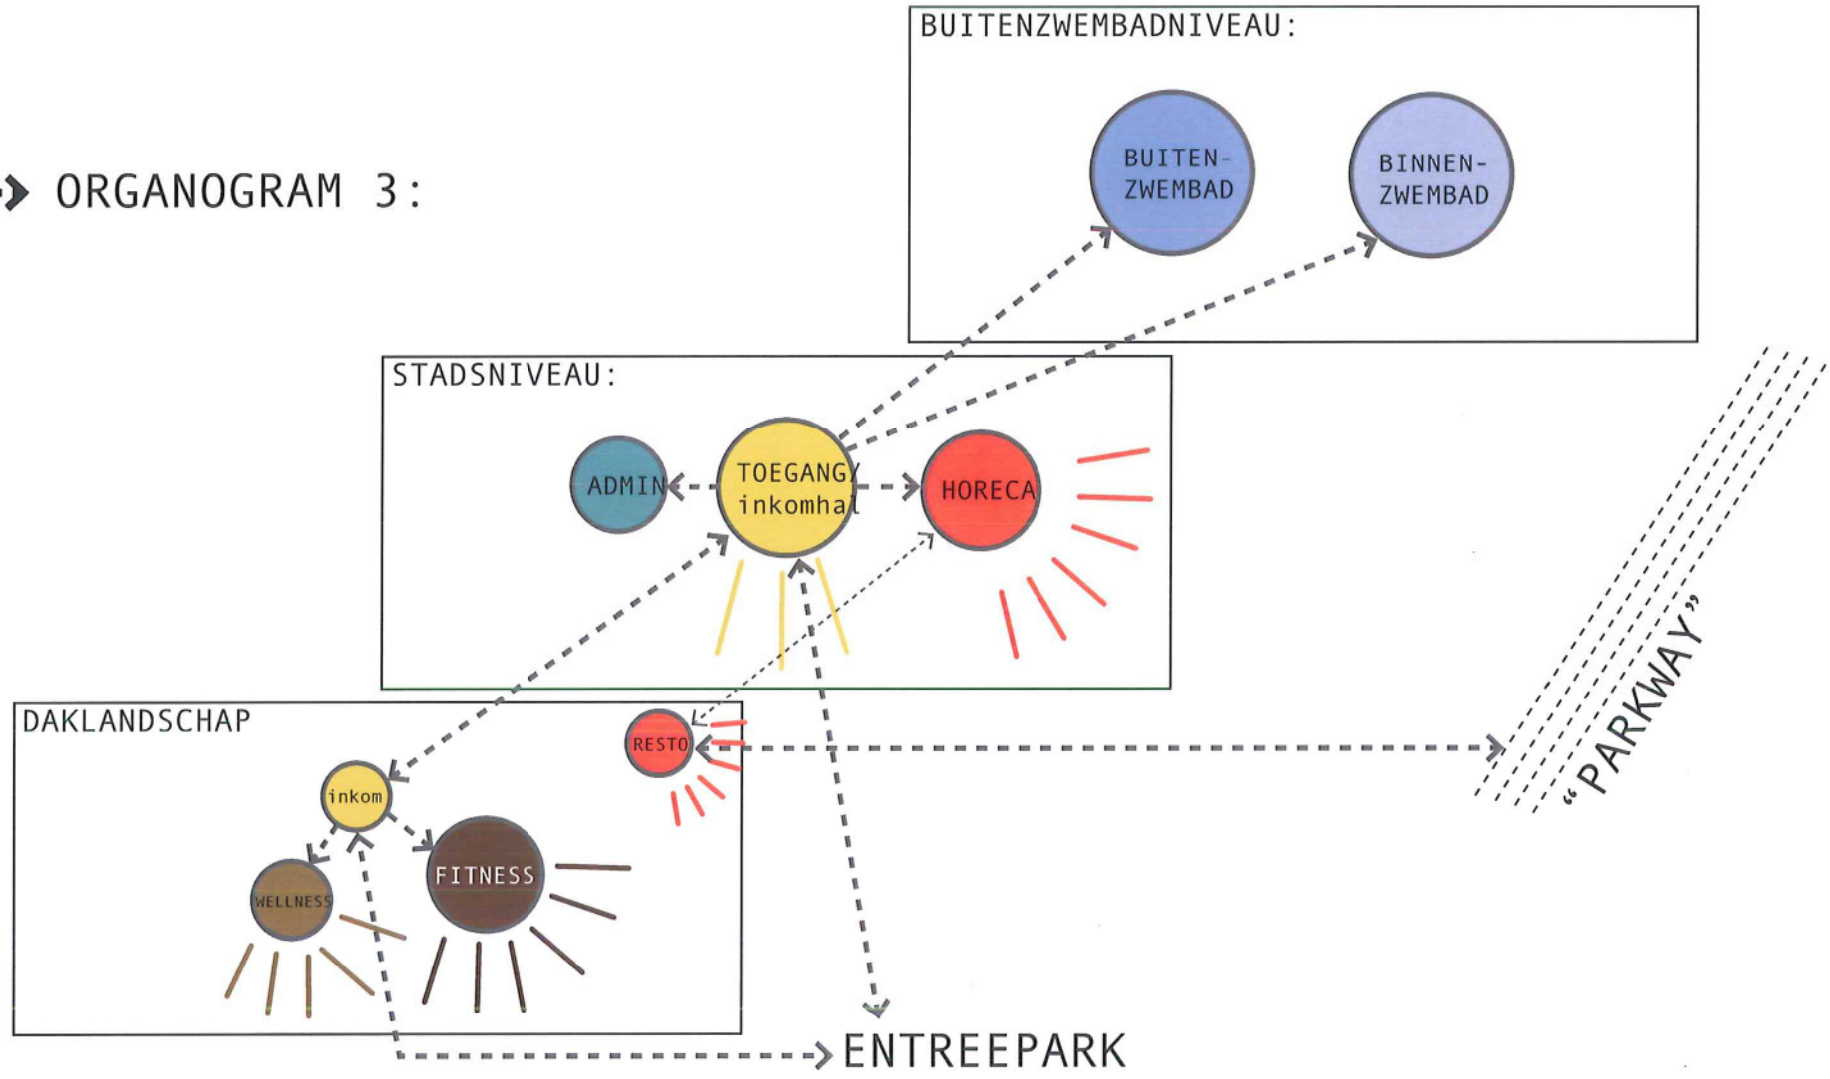 BUITENZWEMBADNIVEAU:
BUITEN-
ZWEMBAD
BINNEN-
ZWEMBAD
ORGANOGRAM 3:
STADSNIVEAU:
ADMIN
TOEGANG/
inkomhal
HORECA
DAKLANDSCHAP
RESTO
inkom
WELLNESS
FITNESS
“PARKWAY”
ENTREEPARK